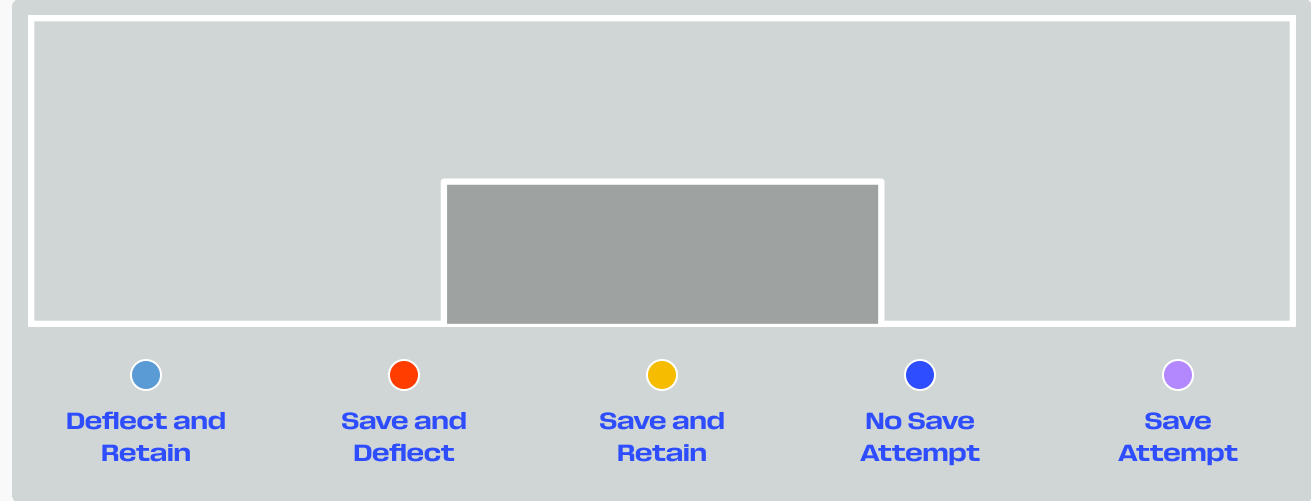 Deflect and
Retain
Save and
Deflect
Save and
Retain
No Save
Attempt
Save
Attempt